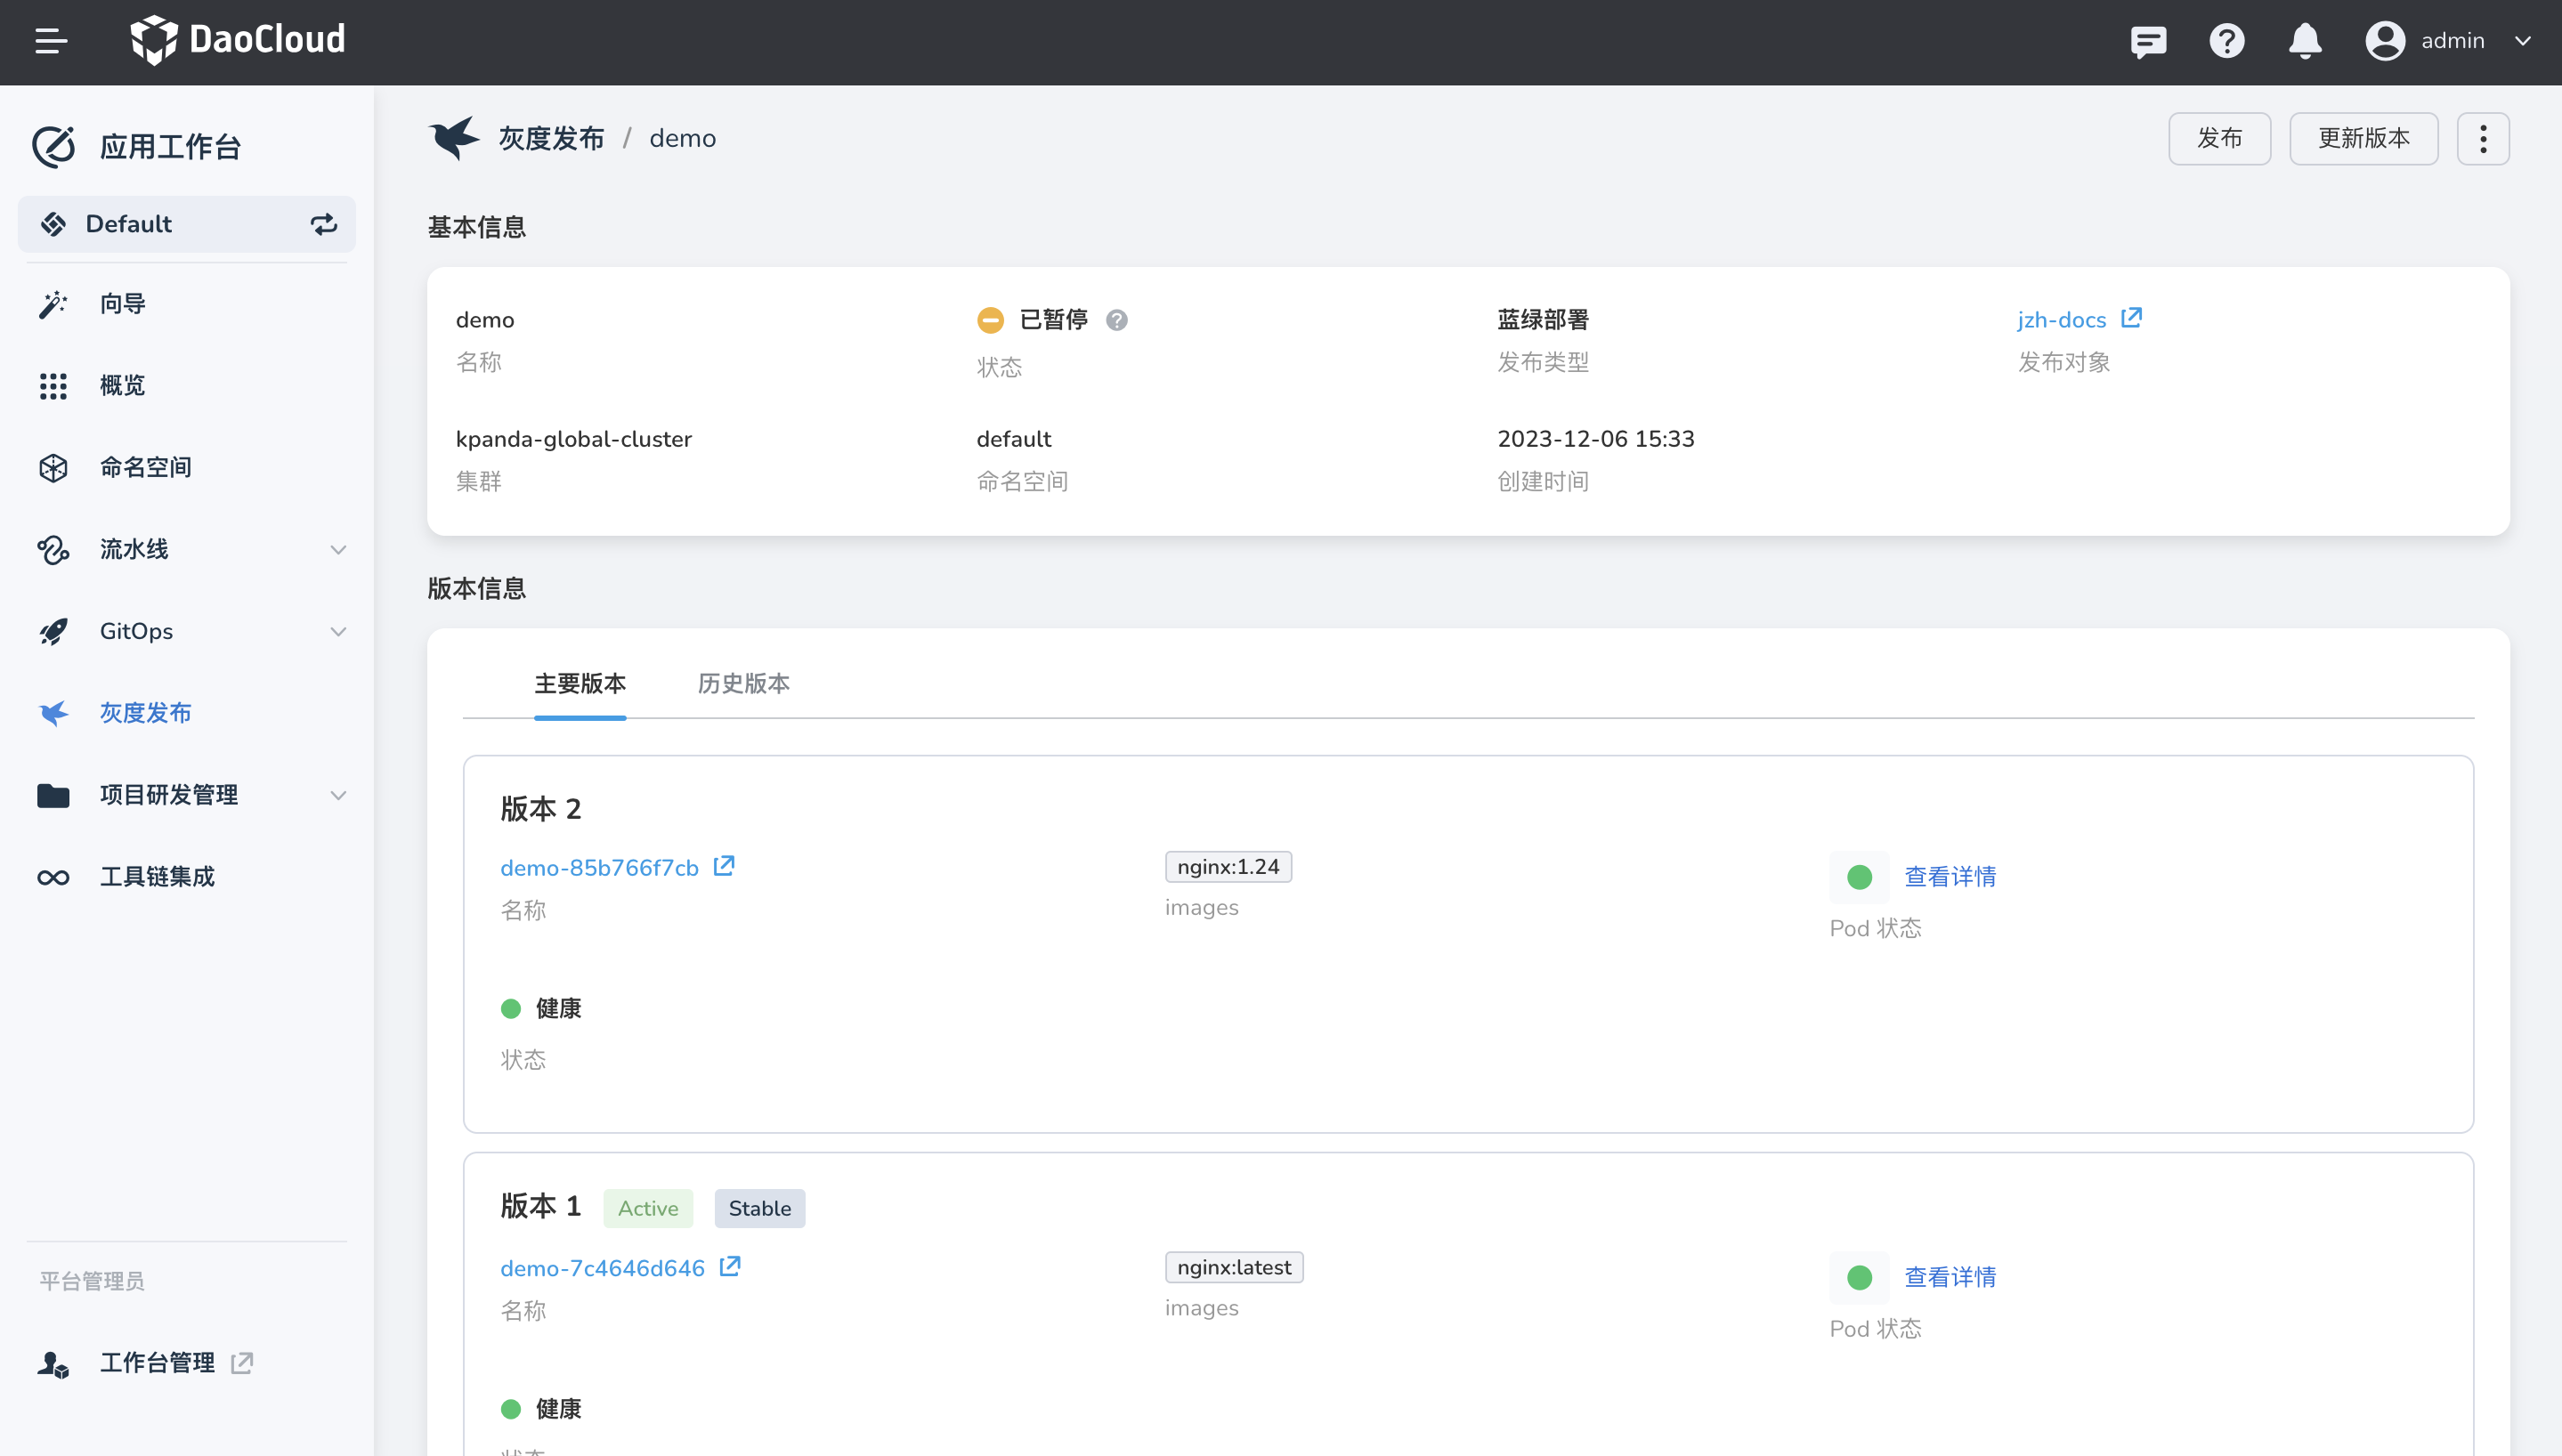 DaoCloud
admin
应用工作台
Default
向导
概览
命名空间
流水线
GitOps
灰度发布
项目研发管理
工具链集成
平台管理员
工作台管理
灰度发布 / demo
发布
更新版本
基本信息
demo
名称
已暂停
状态
蓝绿部署
发布类型
jzh-docs
发布对象
kpanda-global-cluster
集群
default
命名空间
2023-12-06 15:33
创建时间
版本信息
主要版本
历史版本
版本 2
demo-85b766f7cb
名称
nginx:1.24
images
查看详情
Pod 状态
健康
状态
版本 1 Active Stable
demo-7c4646d646
名称
nginx:latest
images
查看详情
Pod 状态
健康